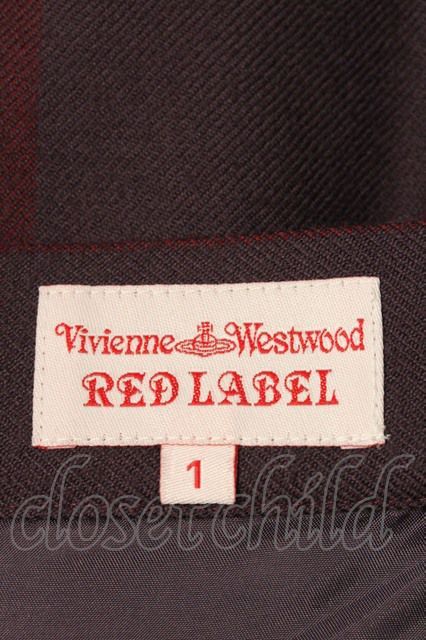 Vivienne Westwood
RED LABEL
1
closet child